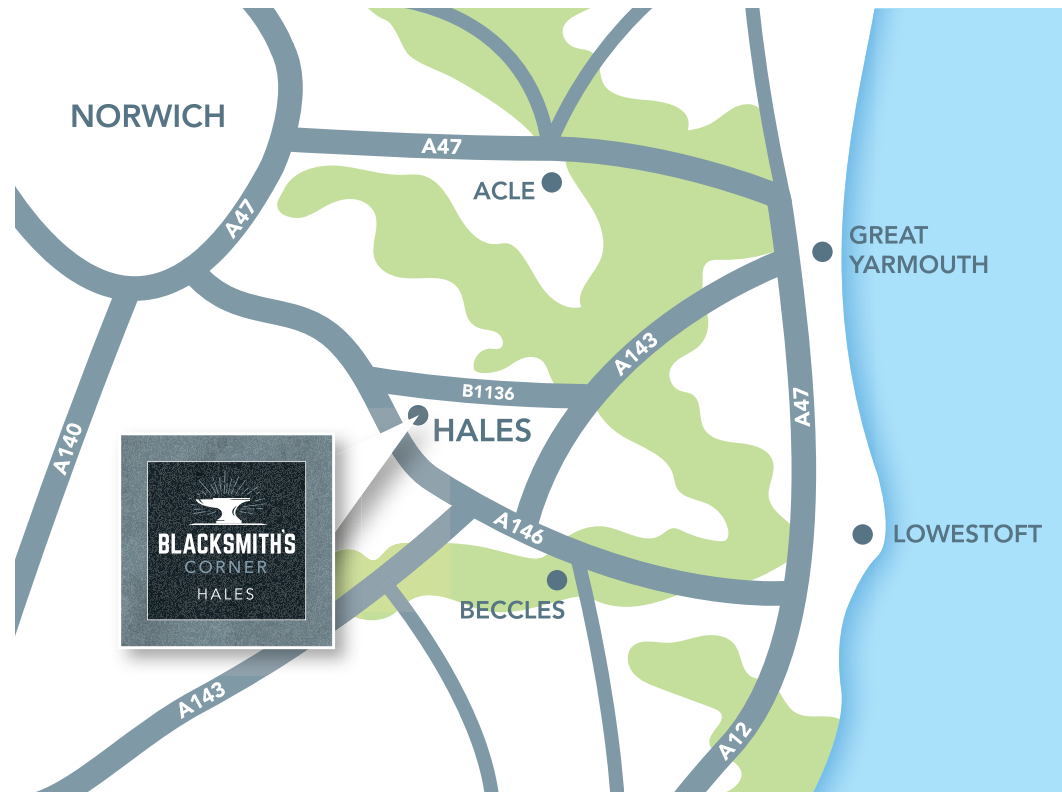 NORWICH
A47
ACLE
A47
GREAT
YARMOUTH
A143
B1136
A47
HALES
A140
A146
LOWESTOFT
BLACKSMITH'S
CORNER
HALES
BECCLES
A143
A12